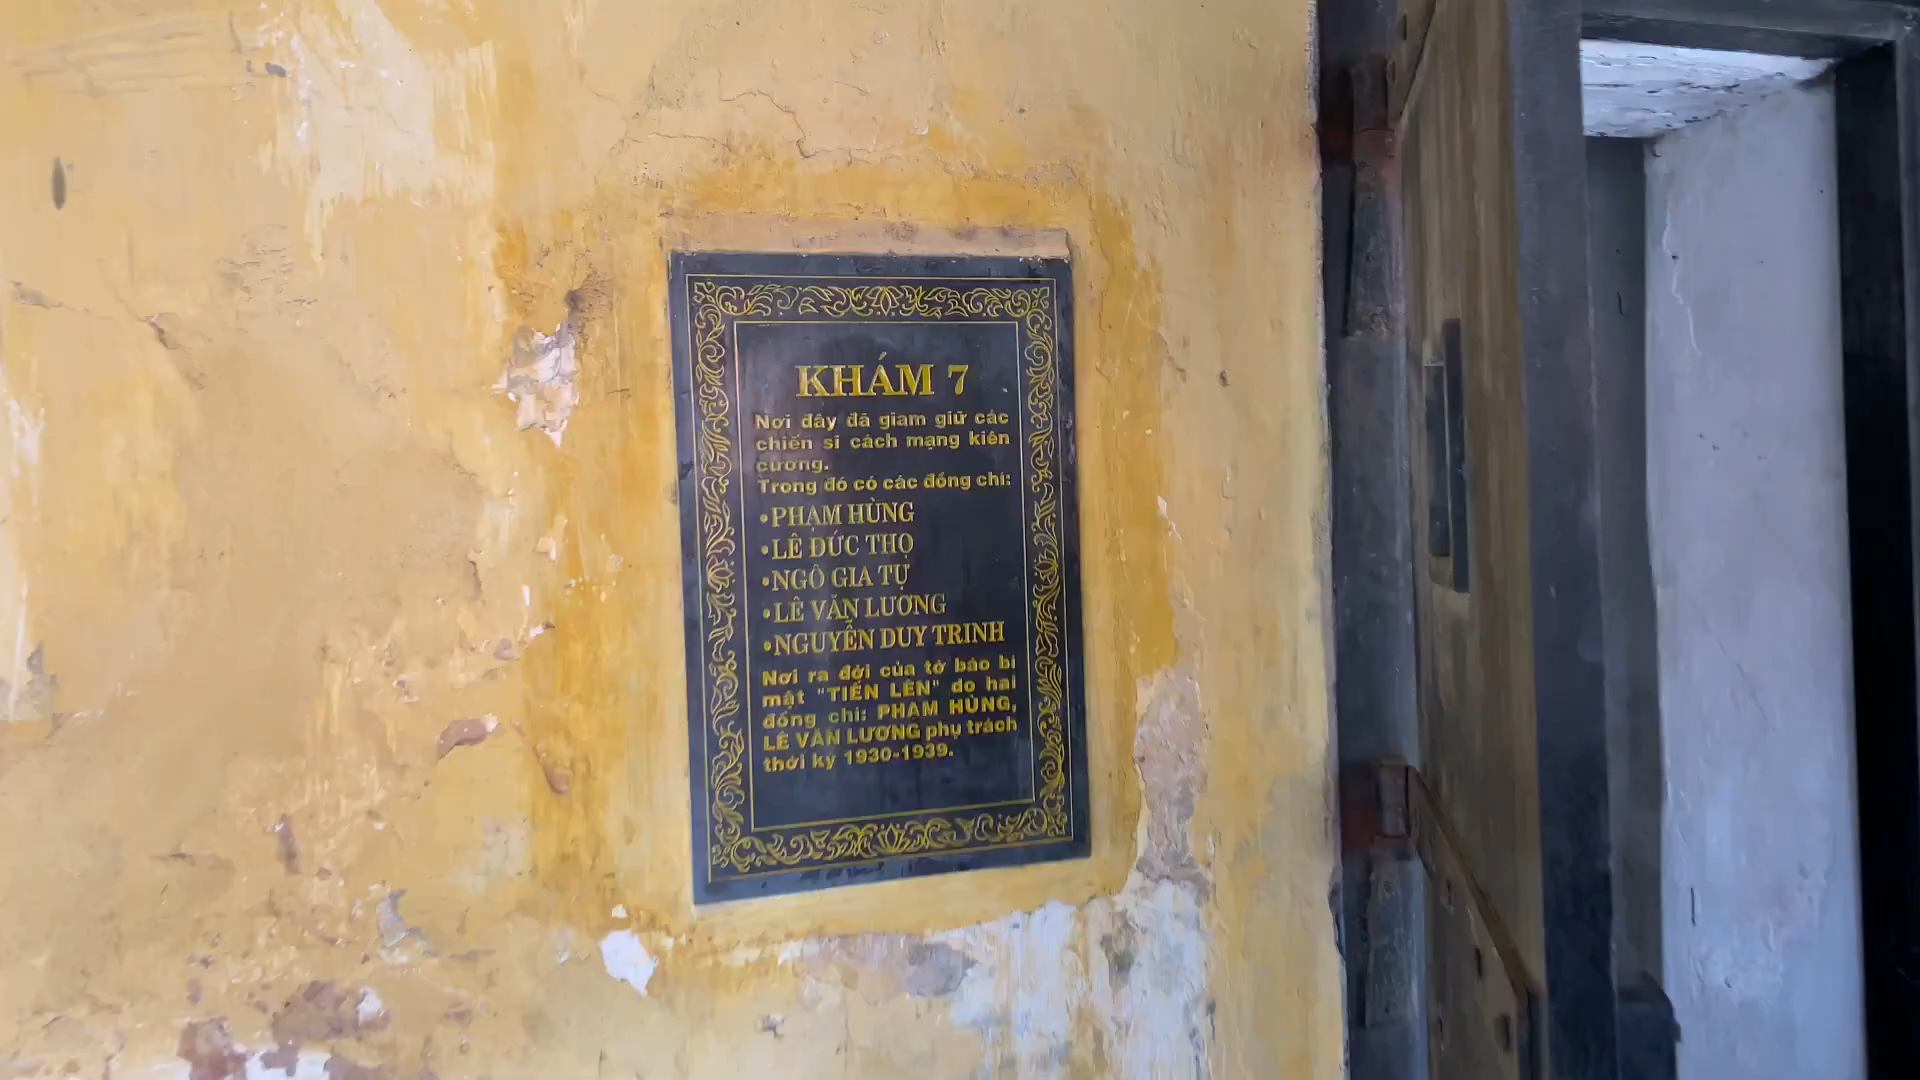 KHÁM 7
Nơi đây đã giam giữ các
chiến sĩ cách mạng kiên
cường.
Trong đó có các đồng chí:
•PHẠM HÙNG
•LÊ ĐỨC THỌ
•NGÔ GIA TỰ
•LÊ VĂN LƯƠNG
•NGUYỄN DUY TRINH
Nơi ra đời của tờ báo bí
mật "TIẾN LÊN" do hai
đồng chí: PHẠM HÙNG,
LÊ VĂN LƯƠNG phụ trách
thời kỳ 1930-1939.